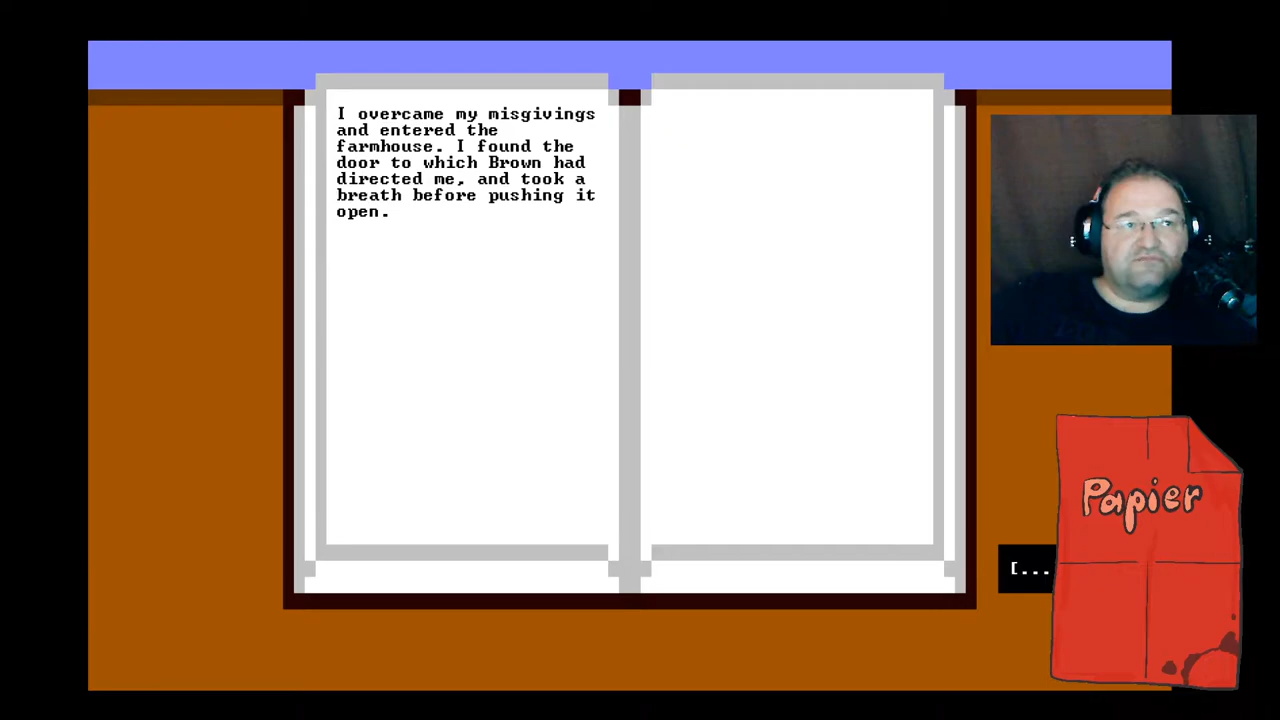 I overcame my misgivings
and entered the
farmhouse. I found the
door to which Brown had
directed me, and took a
breath before pushing it
open.
Papier
[...